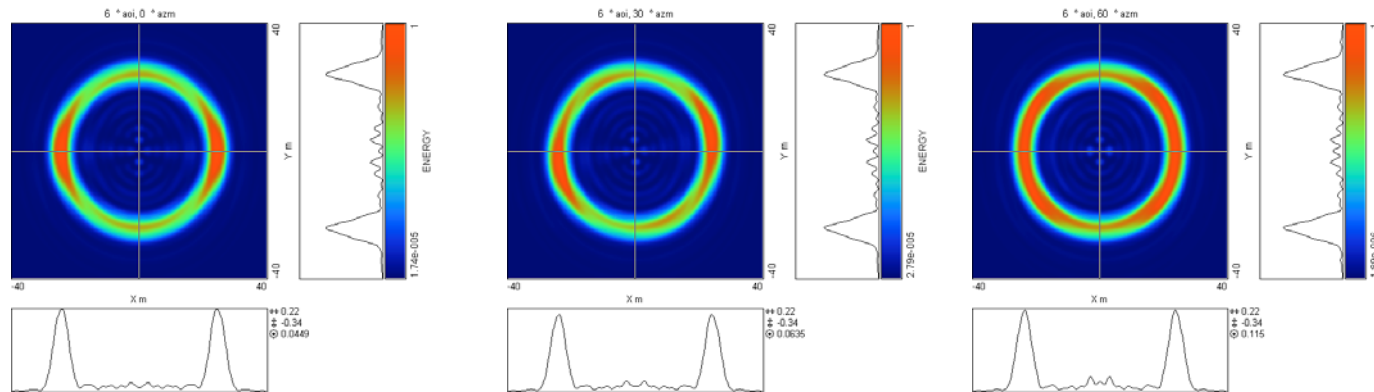 6 ° aoi, 0 ° azm
40
1
Y m
ENERGY
-40
1.74e-005
-40
40
X m
↔ 0.22
‡ -0.34
⊙ 0.0449
6 ° aoi, 30 ° azm
40
1
Y m
ENERGY
-40
2.79e-005
-40
40
X m
↔ 0.22
‡ -0.34
⊙ 0.0635
6 ° aoi, 60 ° azm
40
1
Y m
-40
-40
40
X m
↔ 0.22
‡ -0.34
⊙ 0.115